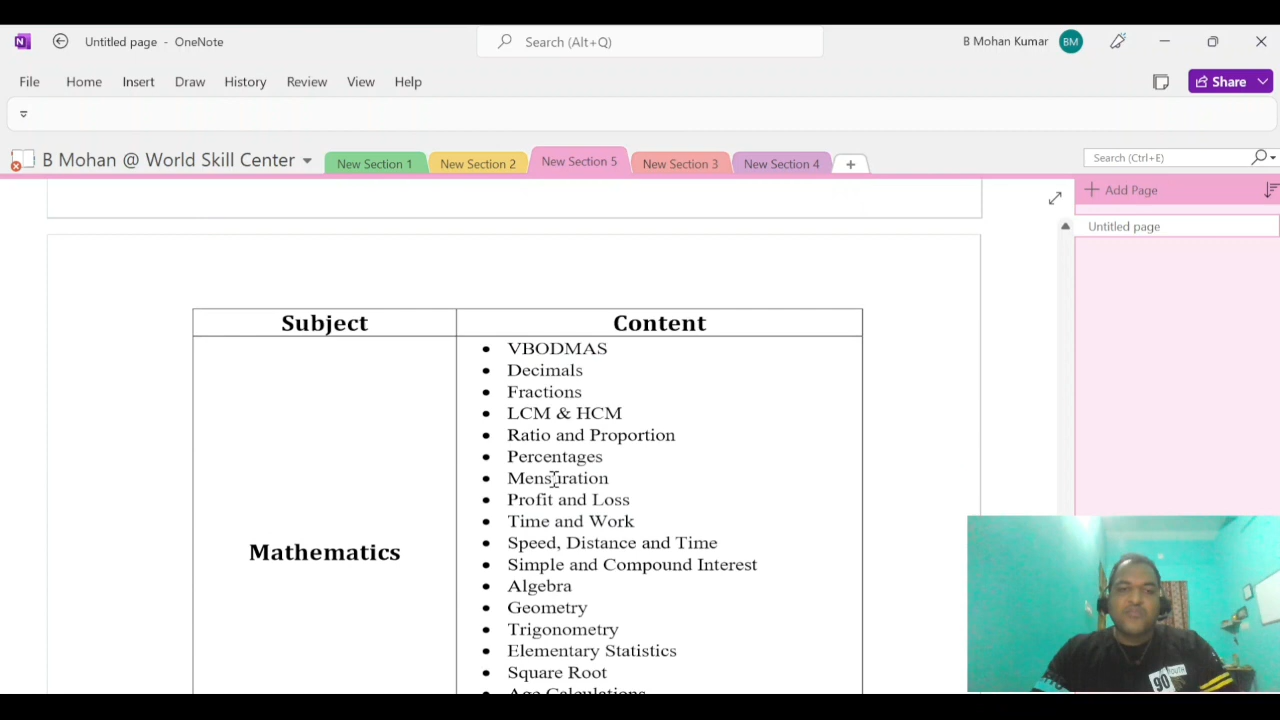 Untitled page - OneNote
Search (Alt+Q)
B Mohan Kumar
BM
File
Home
Insert
Draw
History
Review
View
Help
Share
B Mohan @ World Skill Center
New Section 1
New Section 2
New Section 5
New Section 3
New Section 4
Search (Ctrl+E)
Add Page
Untitled page
Subject
Content
Mathematics
• VBODMAS
• Decimals
• Fractions
• LCM & HCM
• Ratio and Proportion
• Percentages
• Mensuration
• Profit and Loss
• Time and Work
• Speed, Distance and Time
• Simple and Compound Interest
• Algebra
• Geometry
• Trigonometry
• Elementary Statistics
• Square Root
• Age Calculations
90